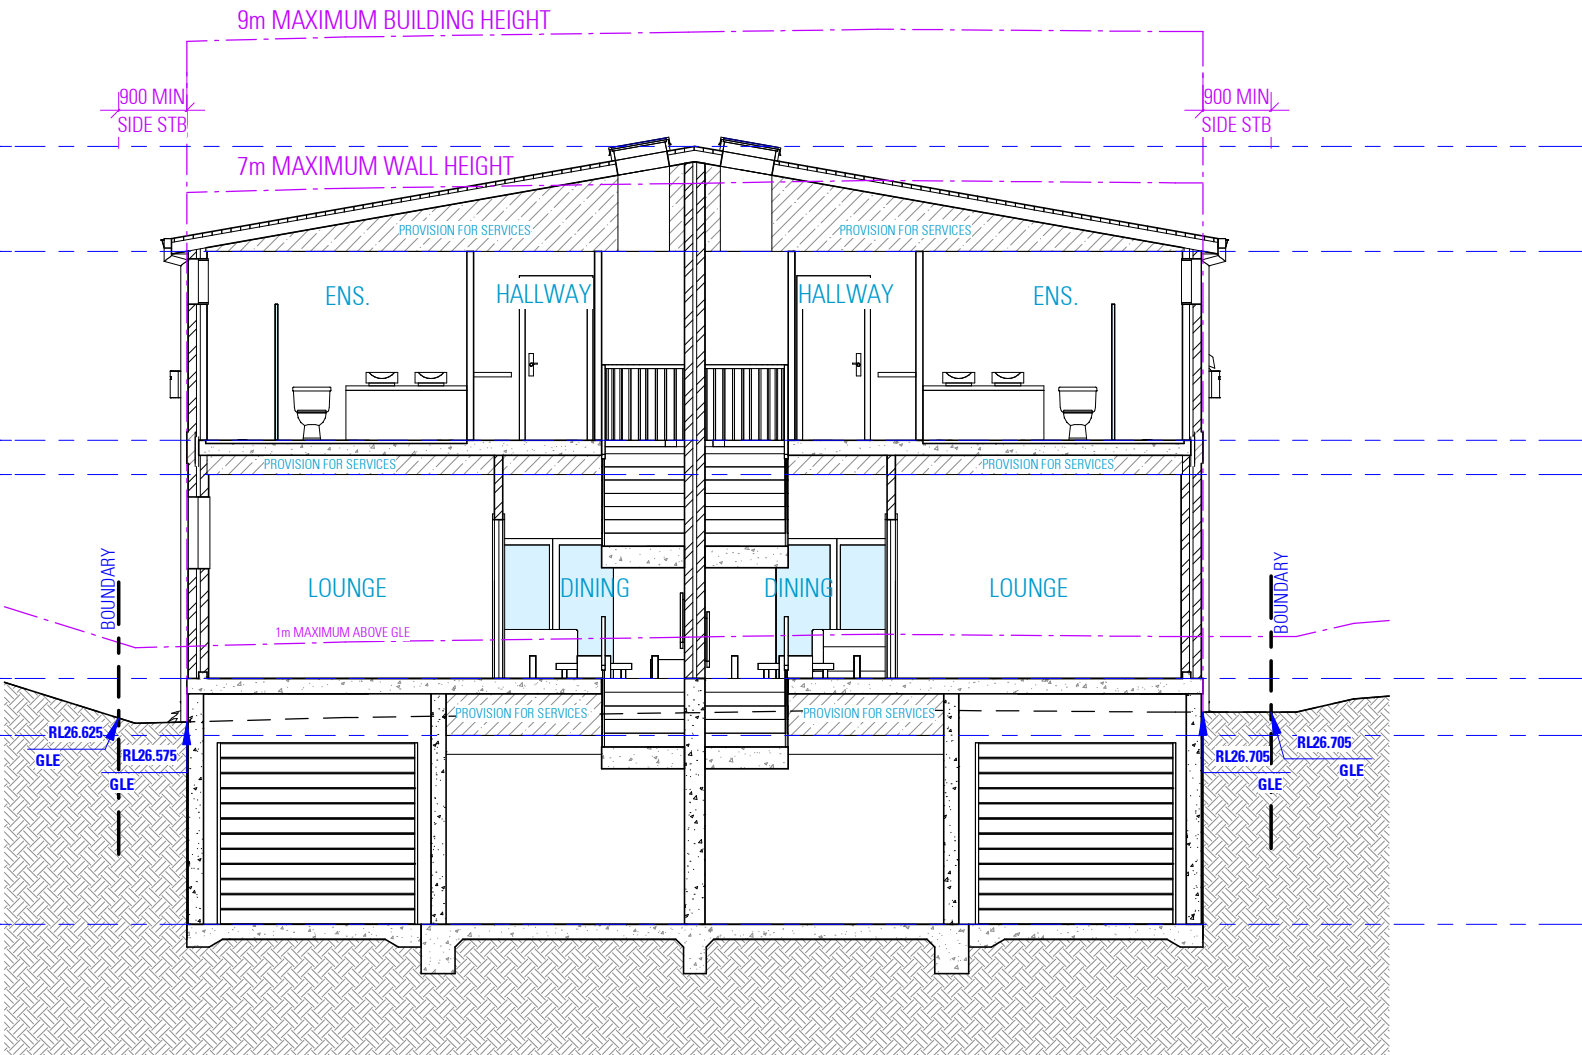 9m MAXIMUM BUILDING HEIGHT
900 MIN
SIDE STB
900 MIN
SIDE STB
7m MAXIMUM WALL HEIGHT
PROVISION FOR SERVICES
PROVISION FOR SERVICES
ENS.
HALLWAY
HALLWAY
ENS.
PROVISION FOR SERVICES
PROVISION FOR SERVICES
BOUNDARY
LOUNGE
DINING
DINING
LOUNGE
BOUNDARY
1m MAXIMUM ABOVE GLE
PROVISION FOR SERVICES
PROVISION FOR SERVICES
RL26.625
GLE
RL26.575
GLE
RL26.705
GLE
RL26.705
GLE